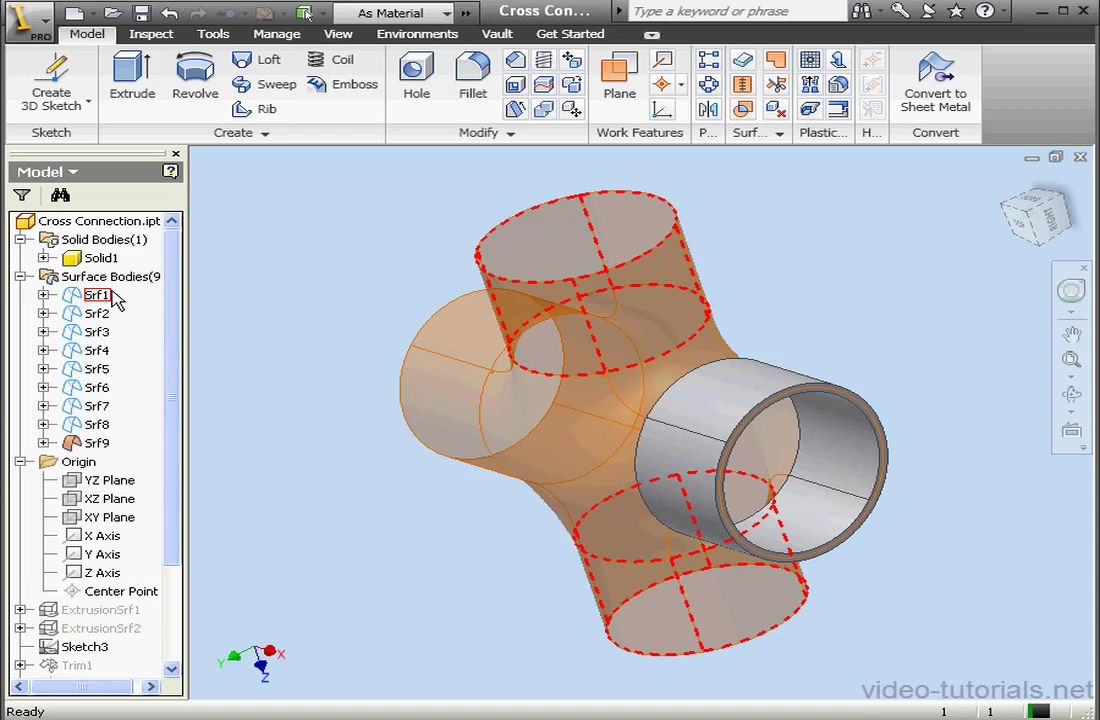 PRO
As Material
Cross Con...
Type a keyword or phrase
Model
Inspect
Tools
Manage
View
Environments
Vault
Get Started
Create
3D Sketch
Extrude
Revolve
Loft
Sweep
Rib
Coil
Emboss
Hole
Fillet
Plane
Convert to
Sheet Metal
Sketch
Create
Modify
Work Features
P...
Surf...
Plastic...
H...
Convert
Model
Cross Connection.ipt
Solid Bodies(1)
Solid1
Surface Bodies(9
Srf1
Srf2
Srf3
Srf4
Srf5
Srf6
Srf7
Srf8
Srf9
Origin
YZ Plane
XZ Plane
XY Plane
X Axis
Y Axis
Z Axis
Center Point
ExtrusionSrf1
ExtrusionSrf2
Sketch3
Trim1
RIGHT
Y
X
Z
video-tutorials.net
Ready
1
1